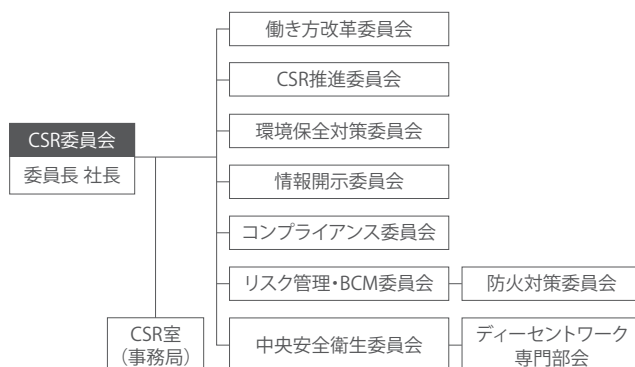 働き方改革委員会
CSR推進委員会
環境保全対策委員会
CSR委員会
委員長 社長
情報開示委員会
コンプライアンス委員会
リスク管理・BCM委員会
防火対策委員会
CSR室
(事務局)
中央安全衛生委員会
ディーセントワーク
専門部会